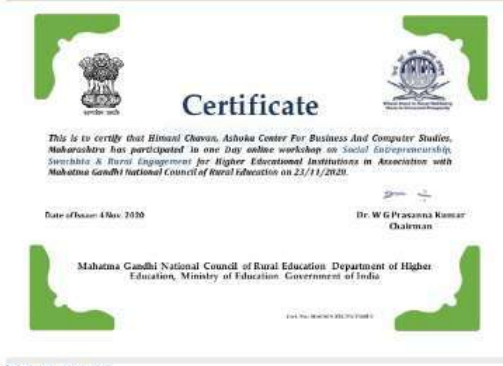 Certificate
This is to certify that Himani Chavan, Ashoka Center For Business And Computer Studies,
Maharashtra has participated in one Day online workshop on Social Entrepreneurship,
Swachhta & Rural Engagement for Higher Educational Institutions in Association with
Mahatma Gandhi National Council of Rural Education on 23/11/2020.
Date of Issue: 4 Nov. 2020
Dr. W G Prasanna Kumar
Chairman
Mahatma Gandhi National Council of Rural Education Department of Higher
Education, Ministry of Education Government of India